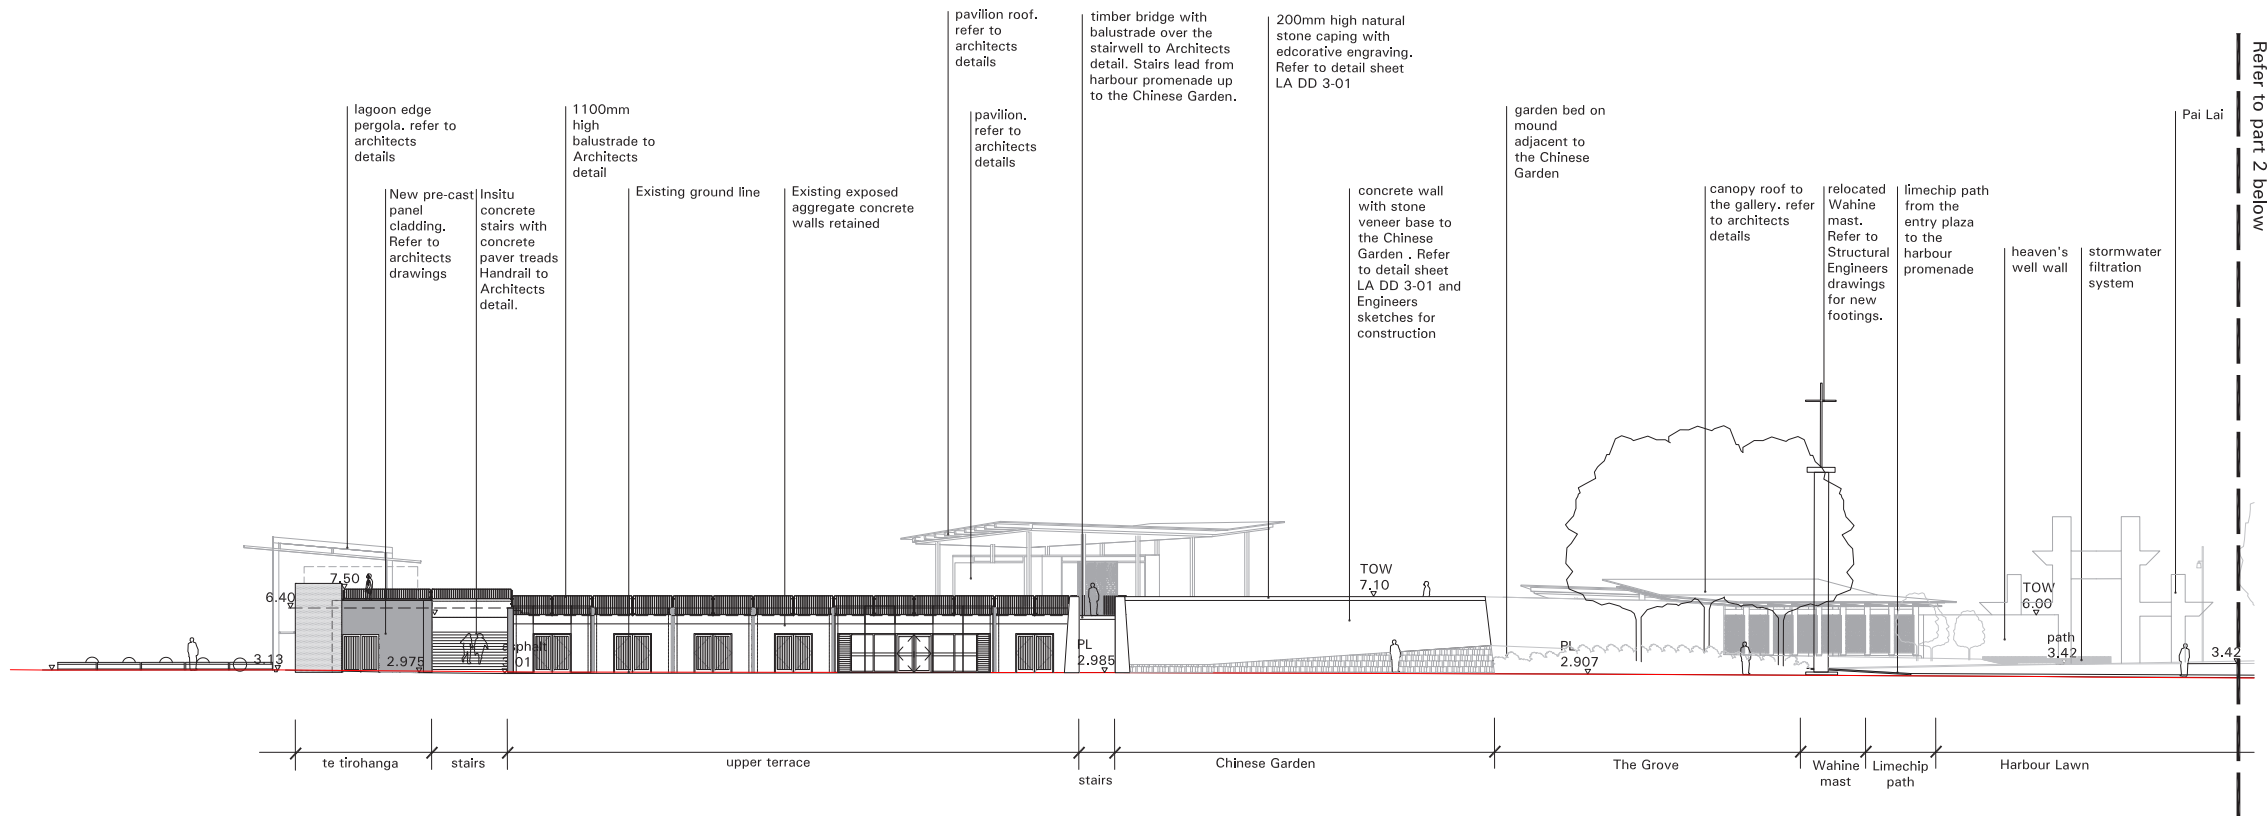 pavilion roof.
refer to
architects
details
timber bridge with
balustrade over the
stairwell to Architects
detail. Stairs lead from
harbour promenade up
to the Chinese Garden.
200mm high natural
stone caping with
edcorative engraving.
Refer to detail sheet
LA DD 3-01
Refer to part 2 below
lagoon edge
pergola. refer to
architects
details
1100mm
high
balustrade to
Architects
detail
pavilion.
refer to
architects
details
garden bed on
mound
adjacent to
the Chinese
Garden
Pai Lai
New pre-cast
panel
cladding.
Refer to
architects
drawings
Insitu
concrete
stairs with
concrete
paver treads
Handrail to
Architects
detail.
Existing ground line
Existing exposed
aggregate concrete
walls retained
concrete wall
with stone
veneer base to
the Chinese
Garden . Refer
to detail sheet
LA DD 3-01 and
Engineers
sketches for
construction
canopy roof to
the gallery. refer
to architects
details
relocated
Wahine
mast.
Refer to
Structural
Engineers
drawings
for new
footings.
limechip path
from the
entry plaza
to the
harbour
promenade
heaven's
well wall
stormwater
filtration
system
7.50
6.40
3.13
2.975
asphalt
3.01
PL
2.985
TOW
7.10
PL
2.907
TOW
6.00
path
3.42
3.42
te tirohanga
stairs
upper terrace
stairs
Chinese Garden
The Grove
Wahine
mast
Limechip
path
Harbour Lawn